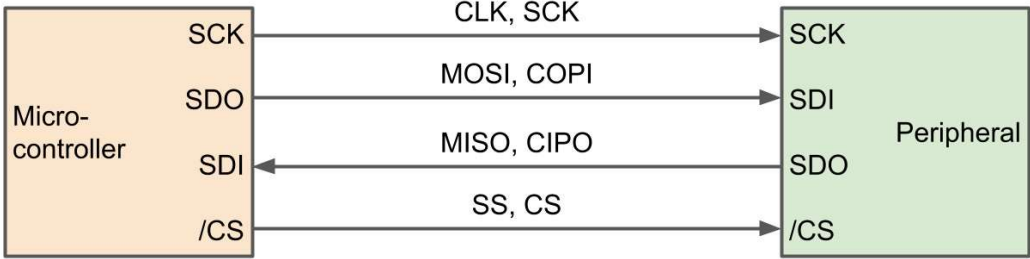 CLK, SCK
SCK
SCK
MOSI, COPI
SDO
SDI
Micro-
controller
Peripheral
MISO, CIPO
SDI
SDO
SS, CS
/CS
/CS